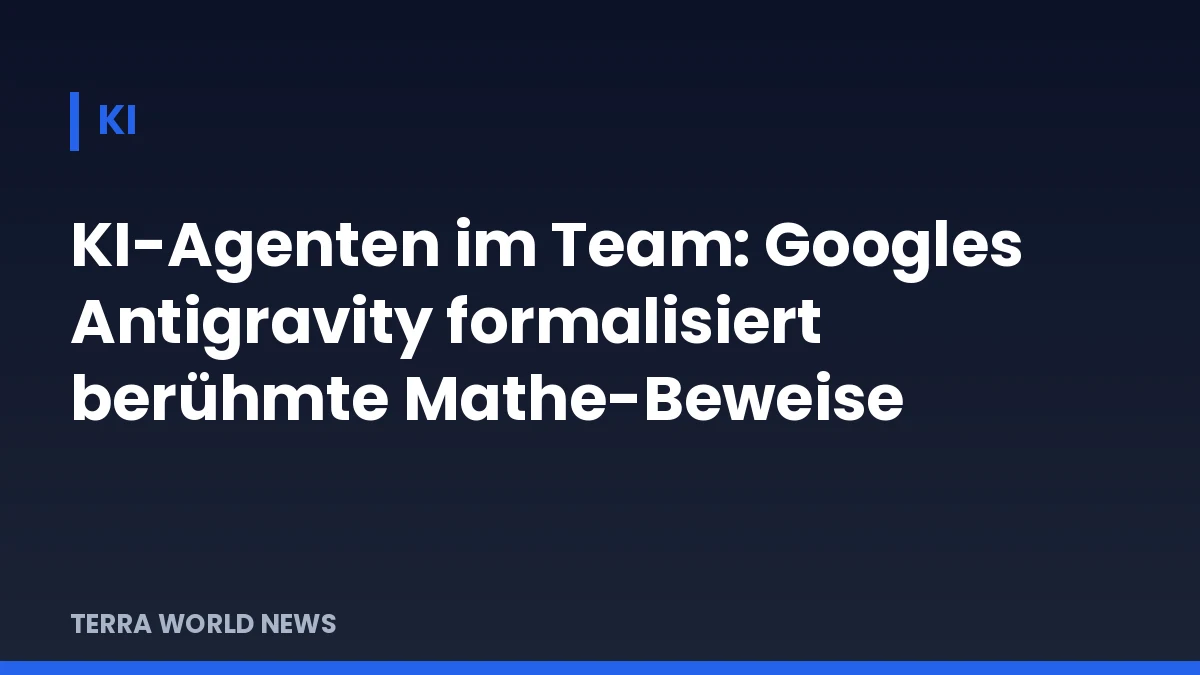 KI
KI-Agenten im Team: Googles
Antigravity formalisiert
berühmte Mathe-Beweise
TERRA WORLD NEWS